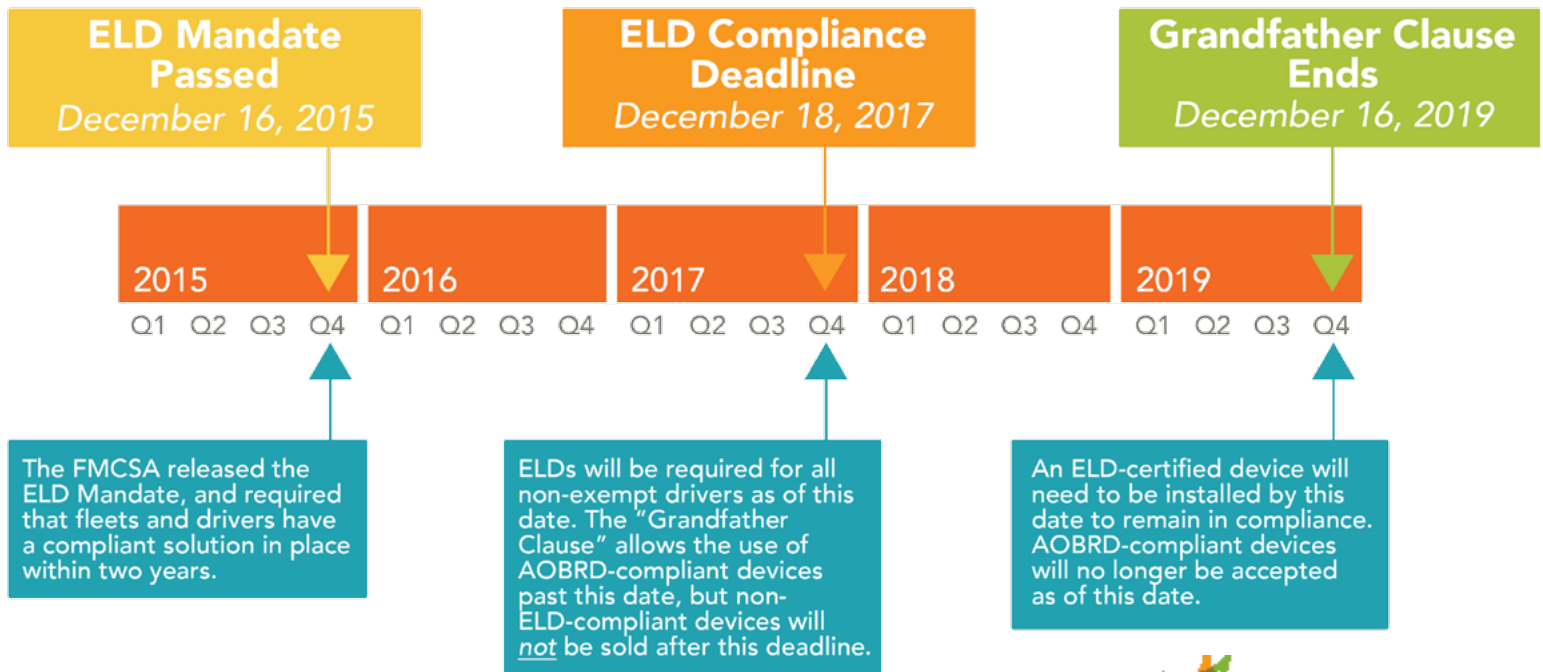 ELD Mandate
Passed
December 16, 2015
ELD Compliance
Deadline
December 18, 2017
Grandfather Clause
Ends
December 16, 2019
2015
2016
2017
2018
2019
Q1 Q2 Q3 Q4
Q1 Q2 Q3 Q4
Q1 Q2 Q3 Q4
Q1 Q2 Q3 Q4
Q1 Q2 Q3 Q4
The FMCSA released the
ELD Mandate, and required
that fleets and drivers have
a compliant solution in place
within two years.
ELDs will be required for all
non-exempt drivers as of this
date. The “Grandfather
Clause” allows the use of
AOBRD-compliant devices
past this date, but non-
ELD-compliant devices will
not be sold after this deadline.
An ELD-certified device will
need to be installed by this
date to remain in compliance.
AOBRD-compliant devices
will no longer be accepted
as of this date.